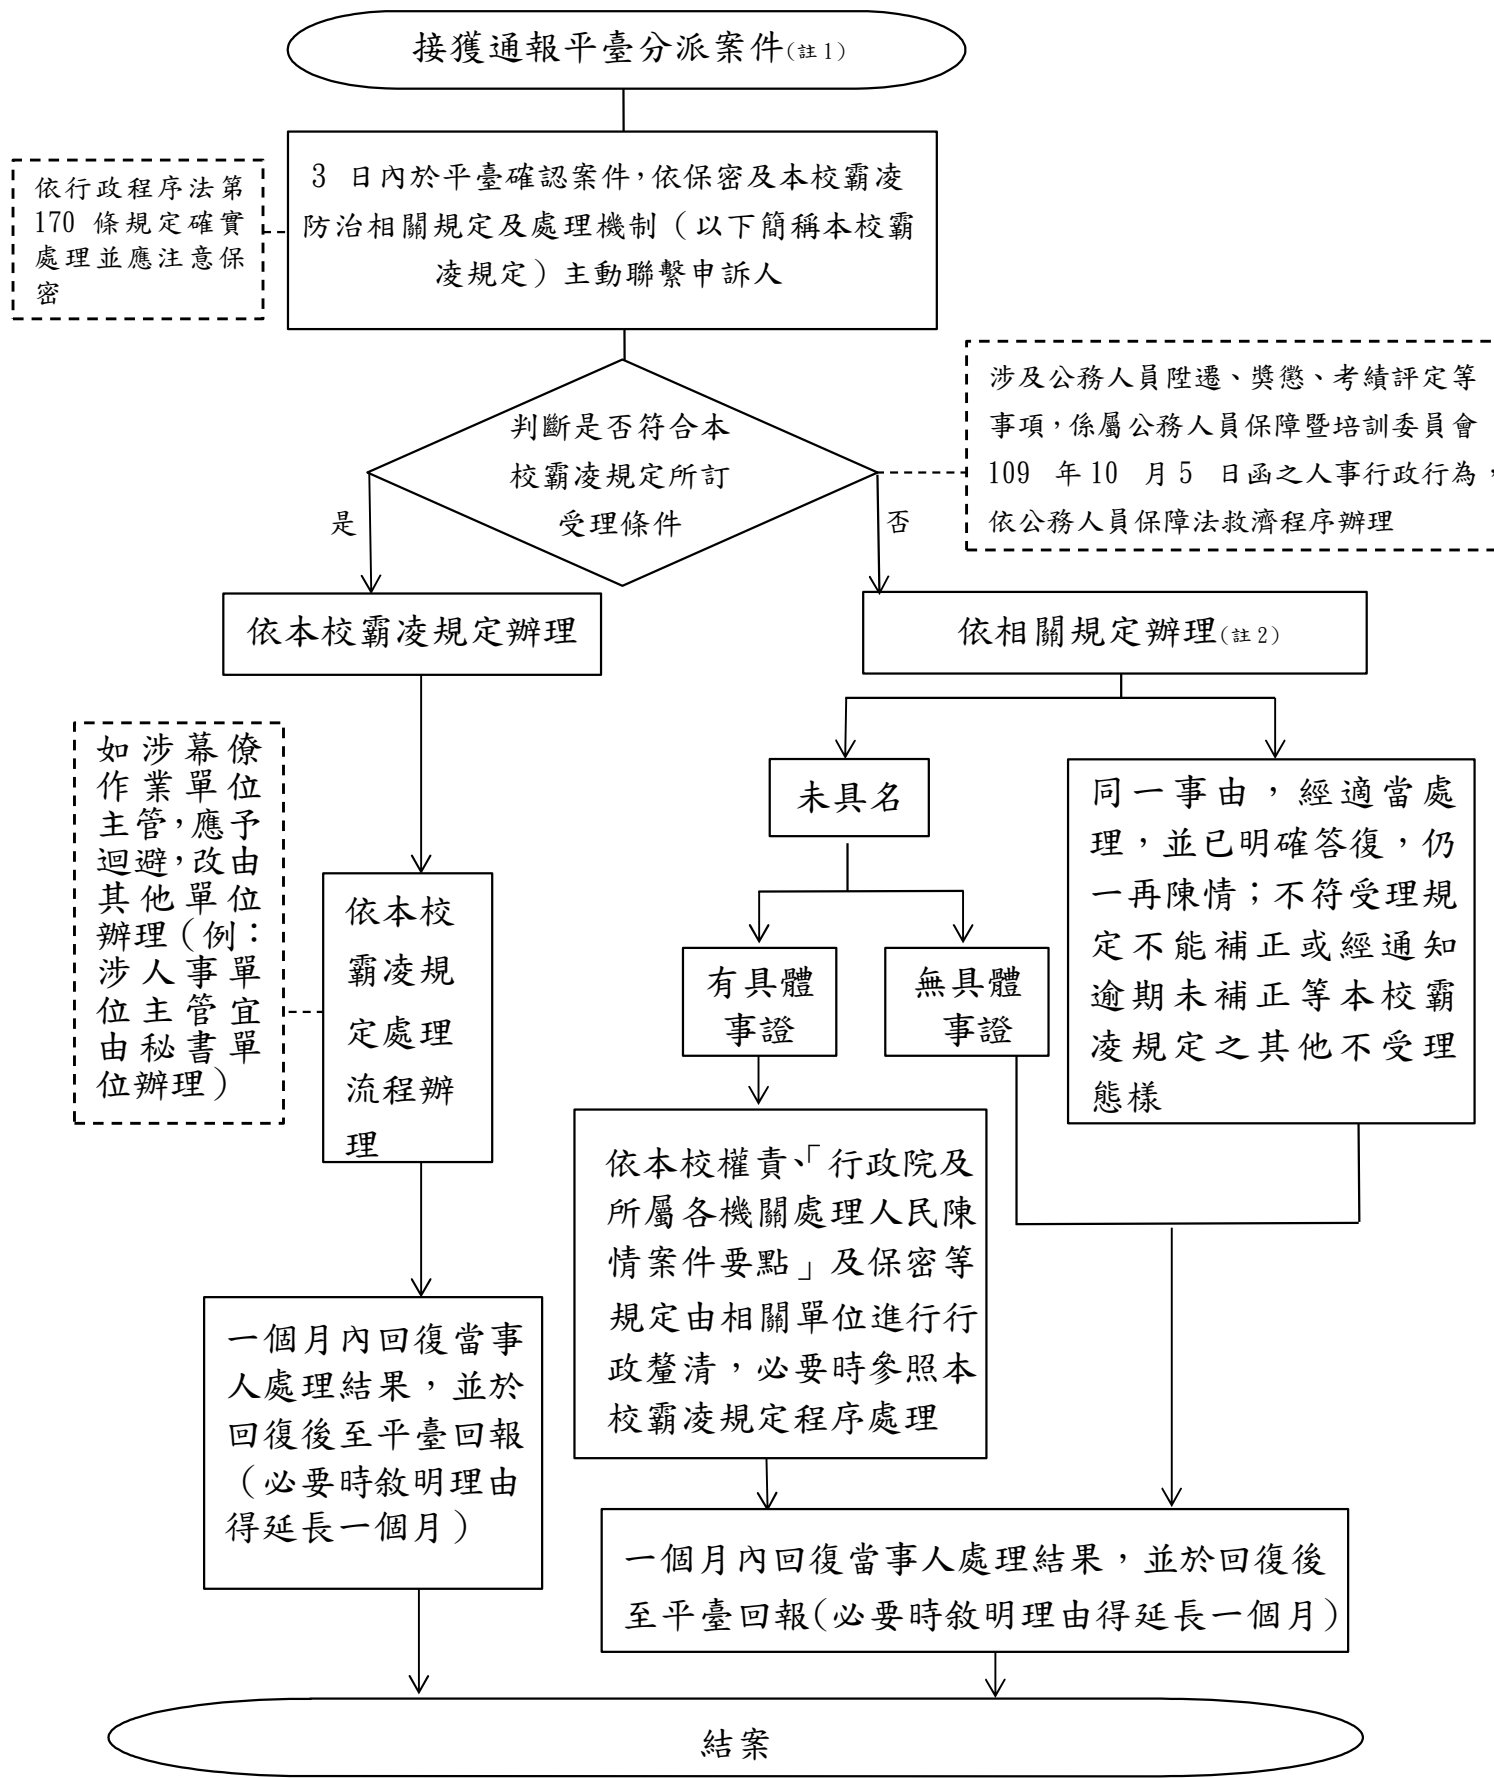 接獲通報平臺分派案件(註1)
3 日內於平臺確認案件,依保密及本校霸凌
防治相關規定及處理機制（以下簡稱本校霸
凌規定）主動聯繫申訴人
依行政程序法第
170 條規定確實
處理並應注意保
密
判斷是否符合本
校霸凌規定所訂
受理條件
涉及公務人員陞遷、獎懲、考績評定等
事項,係屬公務人員保障暨培訓委員會
109 年 10 月 5 日函之人事行政行為,
依公務人員保障法救濟程序辦理
是
否
依本校霸凌規定辦理
依相關規定辦理(註2)
如涉幕僚
作業單位
主管,應予
迴避,改由
其他單位
辦理（例：
涉人事單
位主管宜
由秘書單
位辦理）
依本校
霸凌規
定處理
流程辦
理
未具名
同一事由，經適當處
理，並已明確答復，仍
一再陳情；不符受理規
定不能補正或經通知
逾期未補正等本校霸
凌規定之其他不受理
態樣
有具體
事證
無具體
事證
依本校權責、「行政院及
所屬各機關處理人民陳
情案件要點」及保密等
規定由相關單位進行行
政釐清，必要時參照本
校霸凌規定程序處理
一個月內回復當事
人處理結果，並於
回復後至平臺回報
（必要時敘明理由
得延長一個月）
一個月內回復當事人處理結果，並於回復後
至平臺回報(必要時敘明理由得延長一個月)
結案